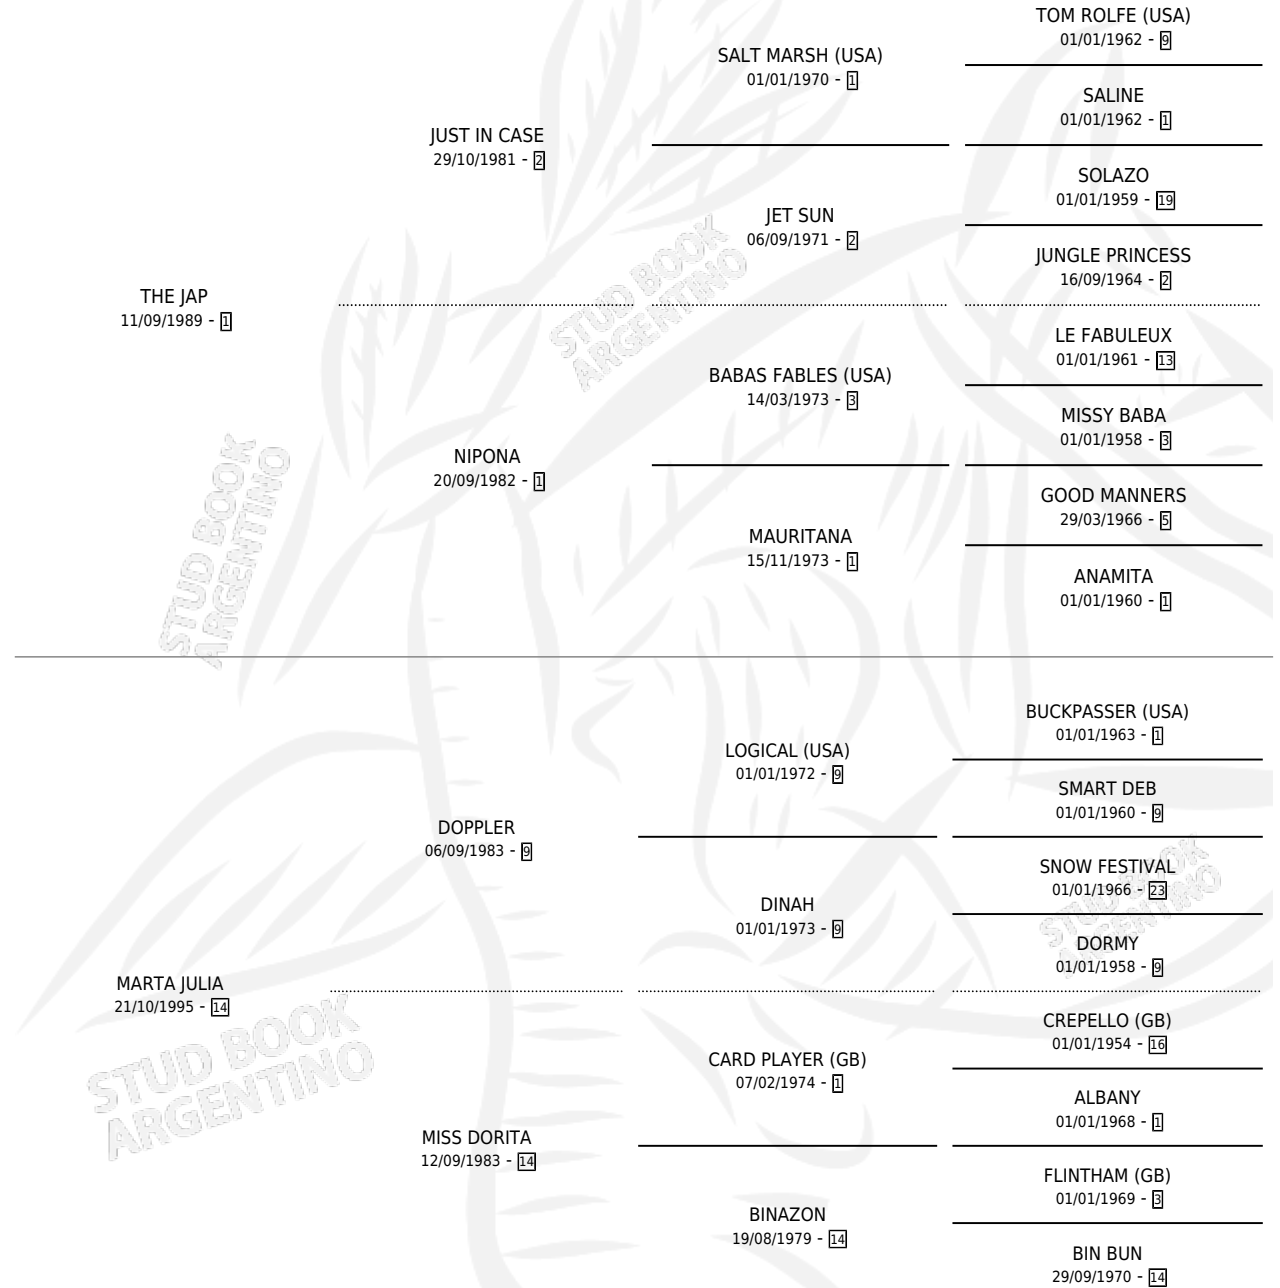 TOM ROLFE (USA)
01/01/1962 - 9
SALT MARSH (USA)
01/01/1970 - 1
SALINE
01/01/1962 - 1
JUST IN CASE
29/10/1981 - 2
SOLAZO
01/01/1959 - 19
JET SUN
06/09/1971 - 2
JUNGLE PRINCESS
16/09/1964 - 2
THE JAP
11/09/1989 - 1
LE FABULEUX
01/01/1961 - 13
BABAS FABLES (USA)
14/03/1973 - 3
MISSY BABA
01/01/1958 - 3
NIPONA
20/09/1982 - 1
GOOD MANNERS
29/03/1966 - 5
MAURITANA
15/11/1973 - 1
ANAMITA
01/01/1960 - 1
STUD BOOK
ARGENTINO
STUD BOOK
ARGENTINO
BUCKPASSER (USA)
01/01/1963 - 1
LOGICAL (USA)
01/01/1972 - 9
SMART DEB
01/01/1960 - 9
DOPPLER
06/09/1983 - 9
SNOW FESTIVAL
01/01/1966 - 23
DINAH
01/01/1973 - 9
DORMY
01/01/1958 - 9
MARTA JULIA
21/10/1995 - 14
CREPELLO (GB)
01/01/1954 - 16
CARD PLAYER (GB)
07/02/1974 - 1
ALBANY
01/01/1968 - 1
MISS DORITA
12/09/1983 - 14
FLINTHAM (GB)
01/01/1969 - 3
BINAZON
19/08/1979 - 14
BIN BUN
29/09/1970 - 14
STUD BOOK
ARGENTINO
STUD BOOK
ARGENTINO